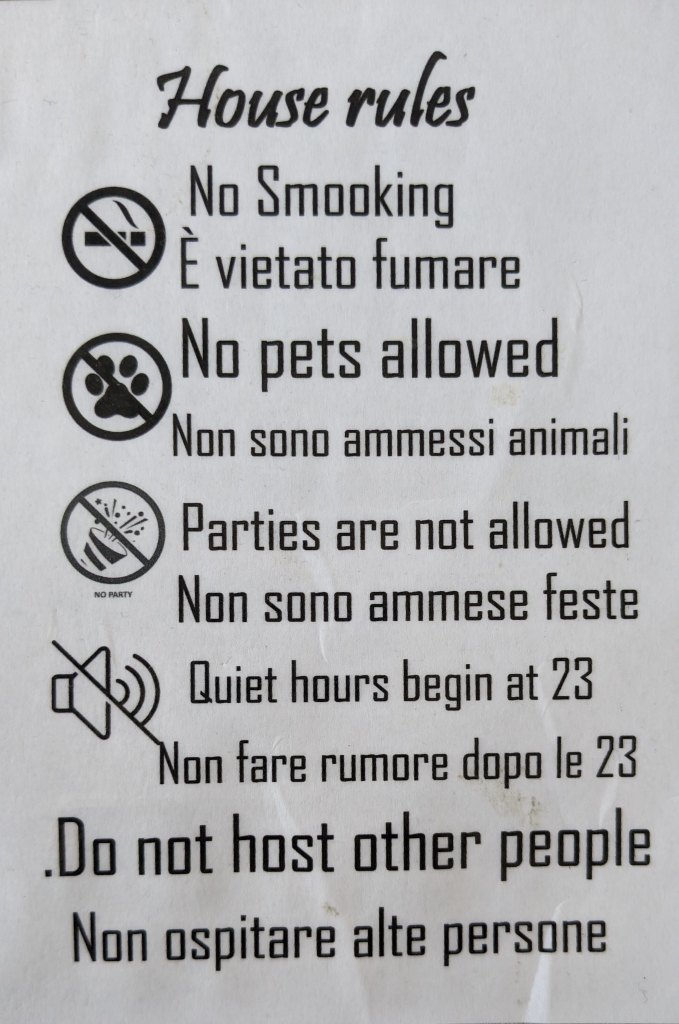 House rules
No Smooking
È vietato fumare
No pets allowed
Non sono ammessi animali
Parties are not allowed
NO PARTY
Non sono ammese feste
Quiet hours begin at 23
Non fare rumore dopo le 23
.Do not host other people
Non ospitare alte persone